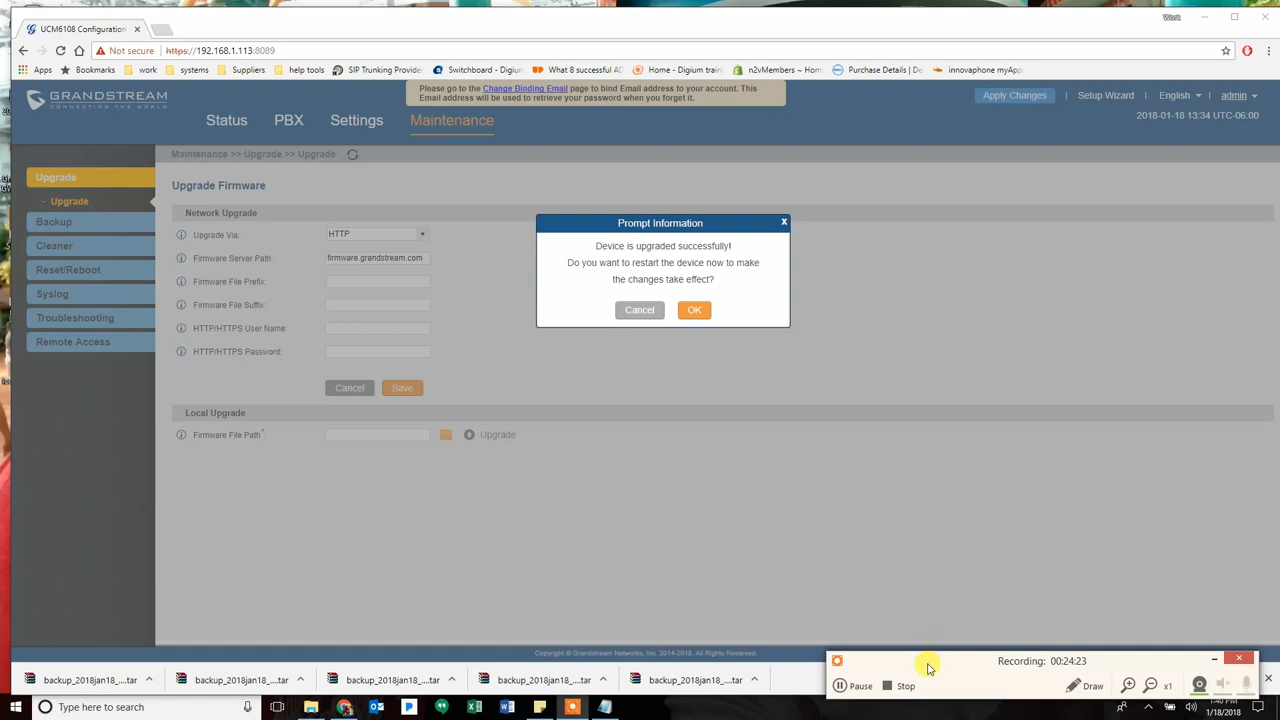 Work
UCM6108 Configuration
Not secure | https://192.168.1.113:8089
Apps Bookmarks work systems Suppliers help tools SIP Trunking Provide Switchboard - Digium What 8 successful AD Home - Digium train n2vMembers ~ Hom Purchase Details | De innovaphone myApp
GRANDSTREAM
CONNECTING THE WORLD
Please go to the Change Binding Email page to bind Email address to your account. This
Email address will be used to retrieve your password when you forget it.
Apply Changes | Setup Wizard | English | admin
2018-01-18 13:34 UTC-06:00
Status PBX Settings Maintenance
Maintenance >> Upgrade >> Upgrade
Upgrade
- Upgrade
Backup
Cleaner
Reset/Reboot
Syslog
Troubleshooting
Remote Access
Upgrade Firmware
Network Upgrade
Upgrade Via: HTTP
Firmware Server Path: firmware.grandstream.com
Firmware File Prefix:
Firmware File Suffix:
HTTP/HTTPS User Name:
HTTP/HTTPS Password:
Cancel Save
Local Upgrade
Firmware File Path*: Upgrade
Prompt Information x
Device is upgraded successfully!
Do you want to restart the device now to make
the changes take effect?
Cancel OK
Copyright © Grandstream Networks, Inc. 2014-2018. All Rights Reserved.
backup_2018jan18_....tar backup_2018jan18_....tar backup_2018jan18_....tar backup_2018jan18_....tar backup_2018jan18_....tar
Recording: 00:24:23
Pause Stop Draw x1
Type here to search
1:40 PM
1/18/2018